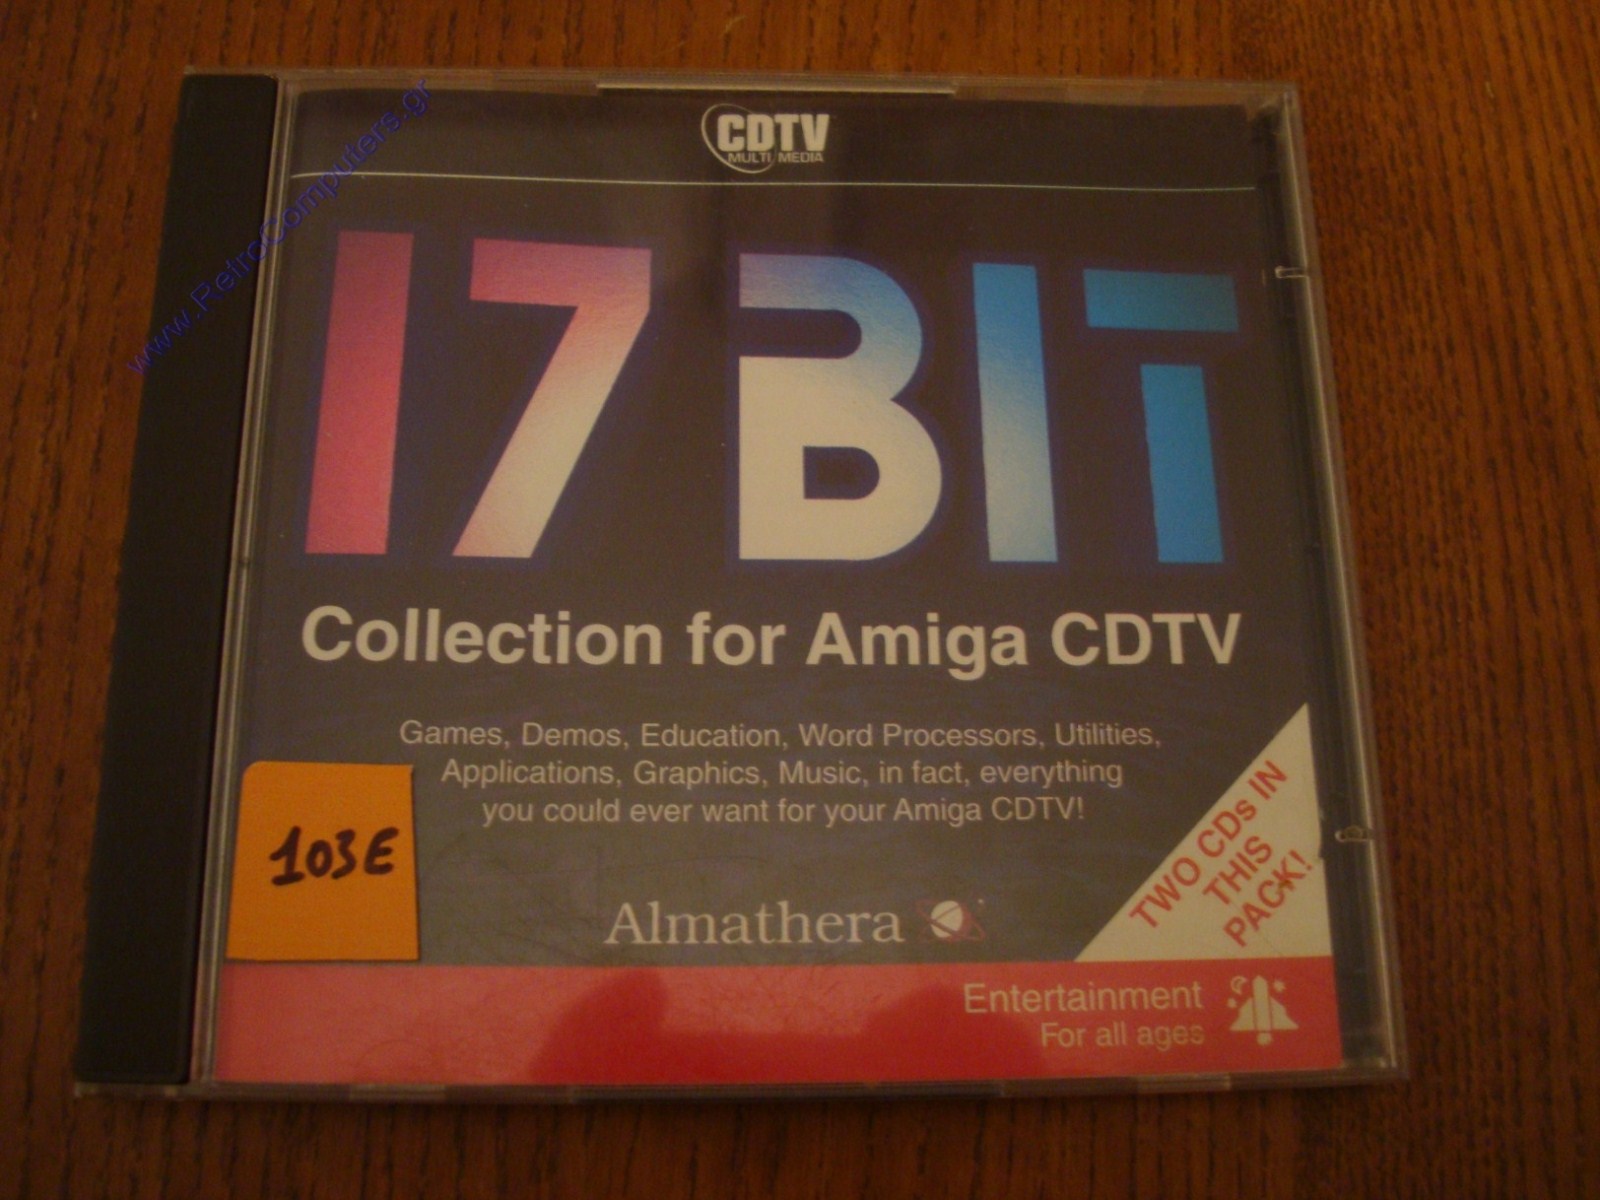 www.RetroComputers.gr
CDTV
MULTI MEDIA
17 BIT
Collection for Amiga CDTV
Games, Demos, Education, Word Processors, Utilities,
Applications, Graphics, Music, in fact, everything
you could ever want for your Amiga CDTV!
103E
TWO CDs IN
THIS
PACK!
Almathera
Entertainment
For all ages